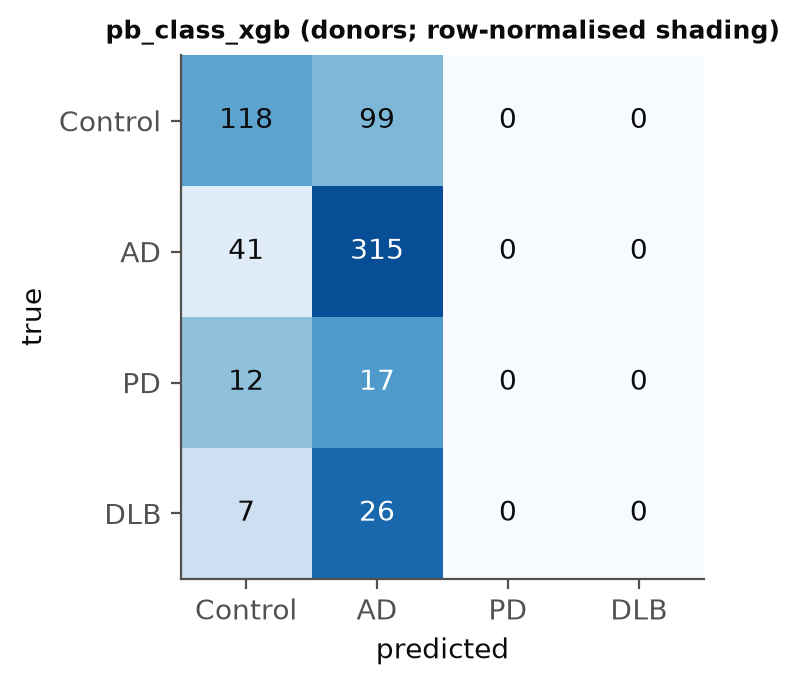 pb_class_xgb (donors; row-normalised shading)
Control 118 99 0 0
AD 41 315 0 0
PD 12 17 0 0
DLB 7 26 0 0
true
Control AD PD DLB
predicted